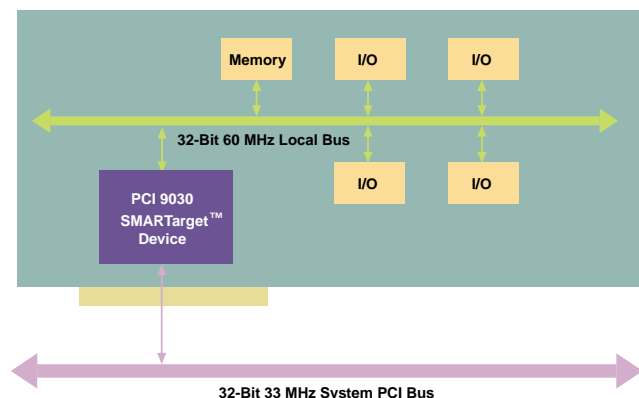 Memory
I/O
I/O
32-Bit 60 MHz Local Bus
I/O
I/O
PCI 9030
SMARTarget™
Device
32-Bit 33 MHz System PCI Bus